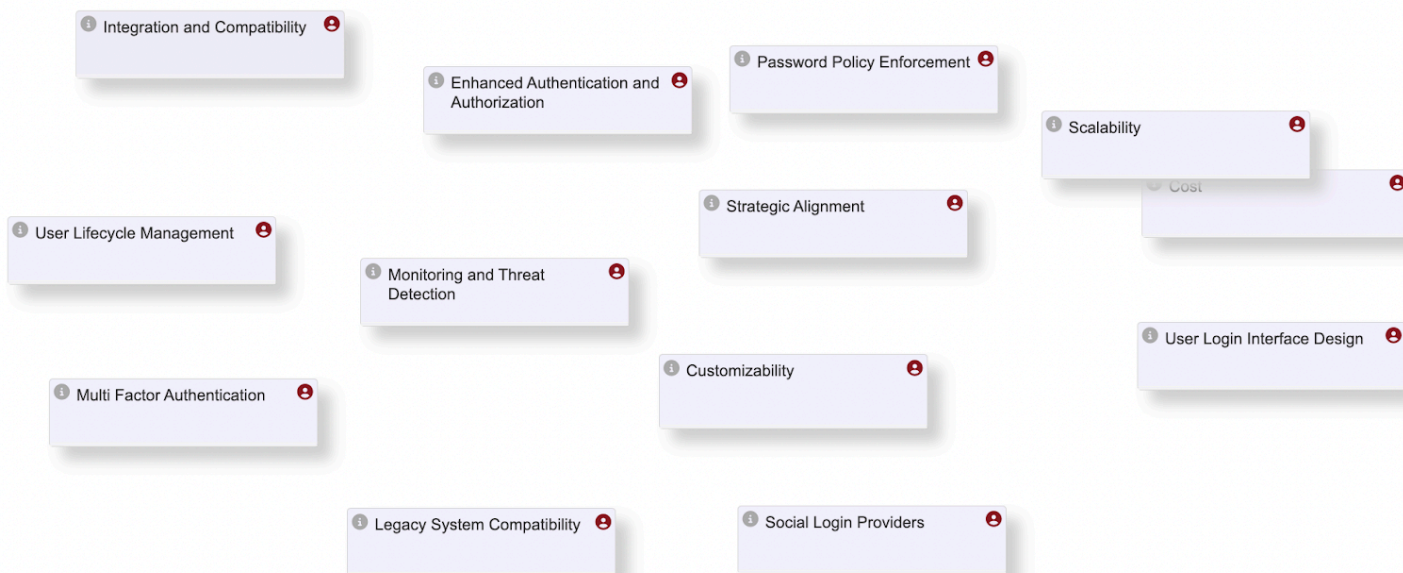 Integration and Compatibility
Enhanced Authentication and
Authorization
Password Policy Enforcement
Scalability
Cost
Strategic Alignment
User Lifecycle Management
Monitoring and Threat
Detection
User Login Interface Design
Customizability
Multi Factor Authentication
Legacy System Compatibility
Social Login Providers